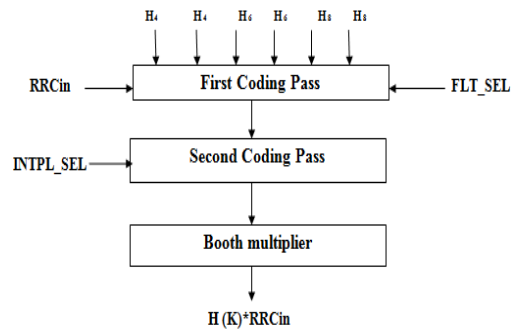 H₄ H₄ H₆ H₆ H₈ H₈
RRCin First Coding Pass FLT_SEL
INTPL_SEL Second Coding Pass
Booth multiplier
H (K)*RRCin